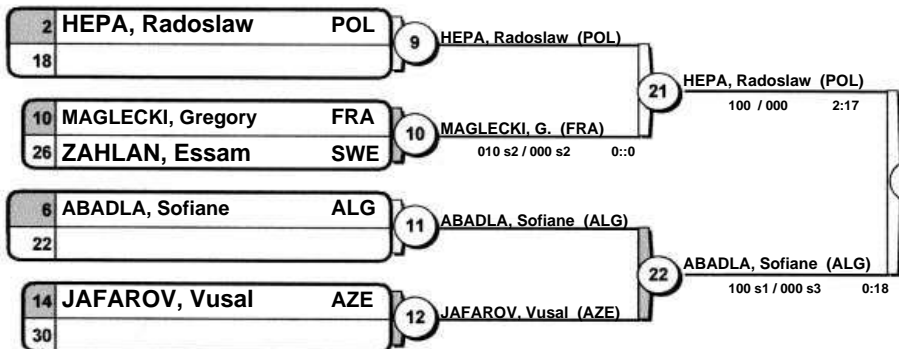 2 HEPA, Radoslaw POL
18
9
HEPA, Radoslaw (POL)
10 MAGLECKI, Gregory FRA
26 ZAHLAN, Essam SWE
10
MAGLECKI, G. (FRA)
010 s2 / 000 s2 0::0
21
HEPA, Radoslaw (POL)
100 / 000 2:17
6 ABADLA, Sofiane ALG
22
11
ABADLA, Sofiane (ALG)
14 JAFAROV, Vusal AZE
30
12
JAFAROV, Vusal (AZE)
22
ABADLA, Sofiane (ALG)
100 s1 / 000 s3 0:18